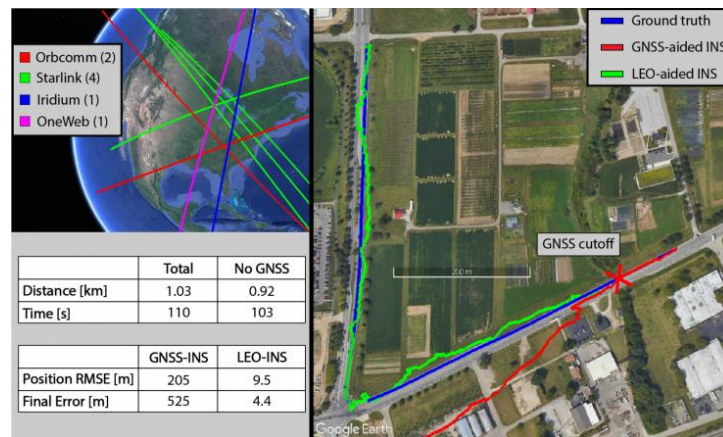 Orbcomm (2)
Starlink (4)
Iridium (1)
OneWeb (1)
Total No GNSS
Distance [km] 1.03 0.92
Time [s] 110 103
GNSS-INS LEO-INS
Position RMSE [m] 205 9.5
Final Error [m] 525 4.4
Ground truth
GNSS-aided INS
LEO-aided INS
GNSS cutoff
200 m
Google Earth